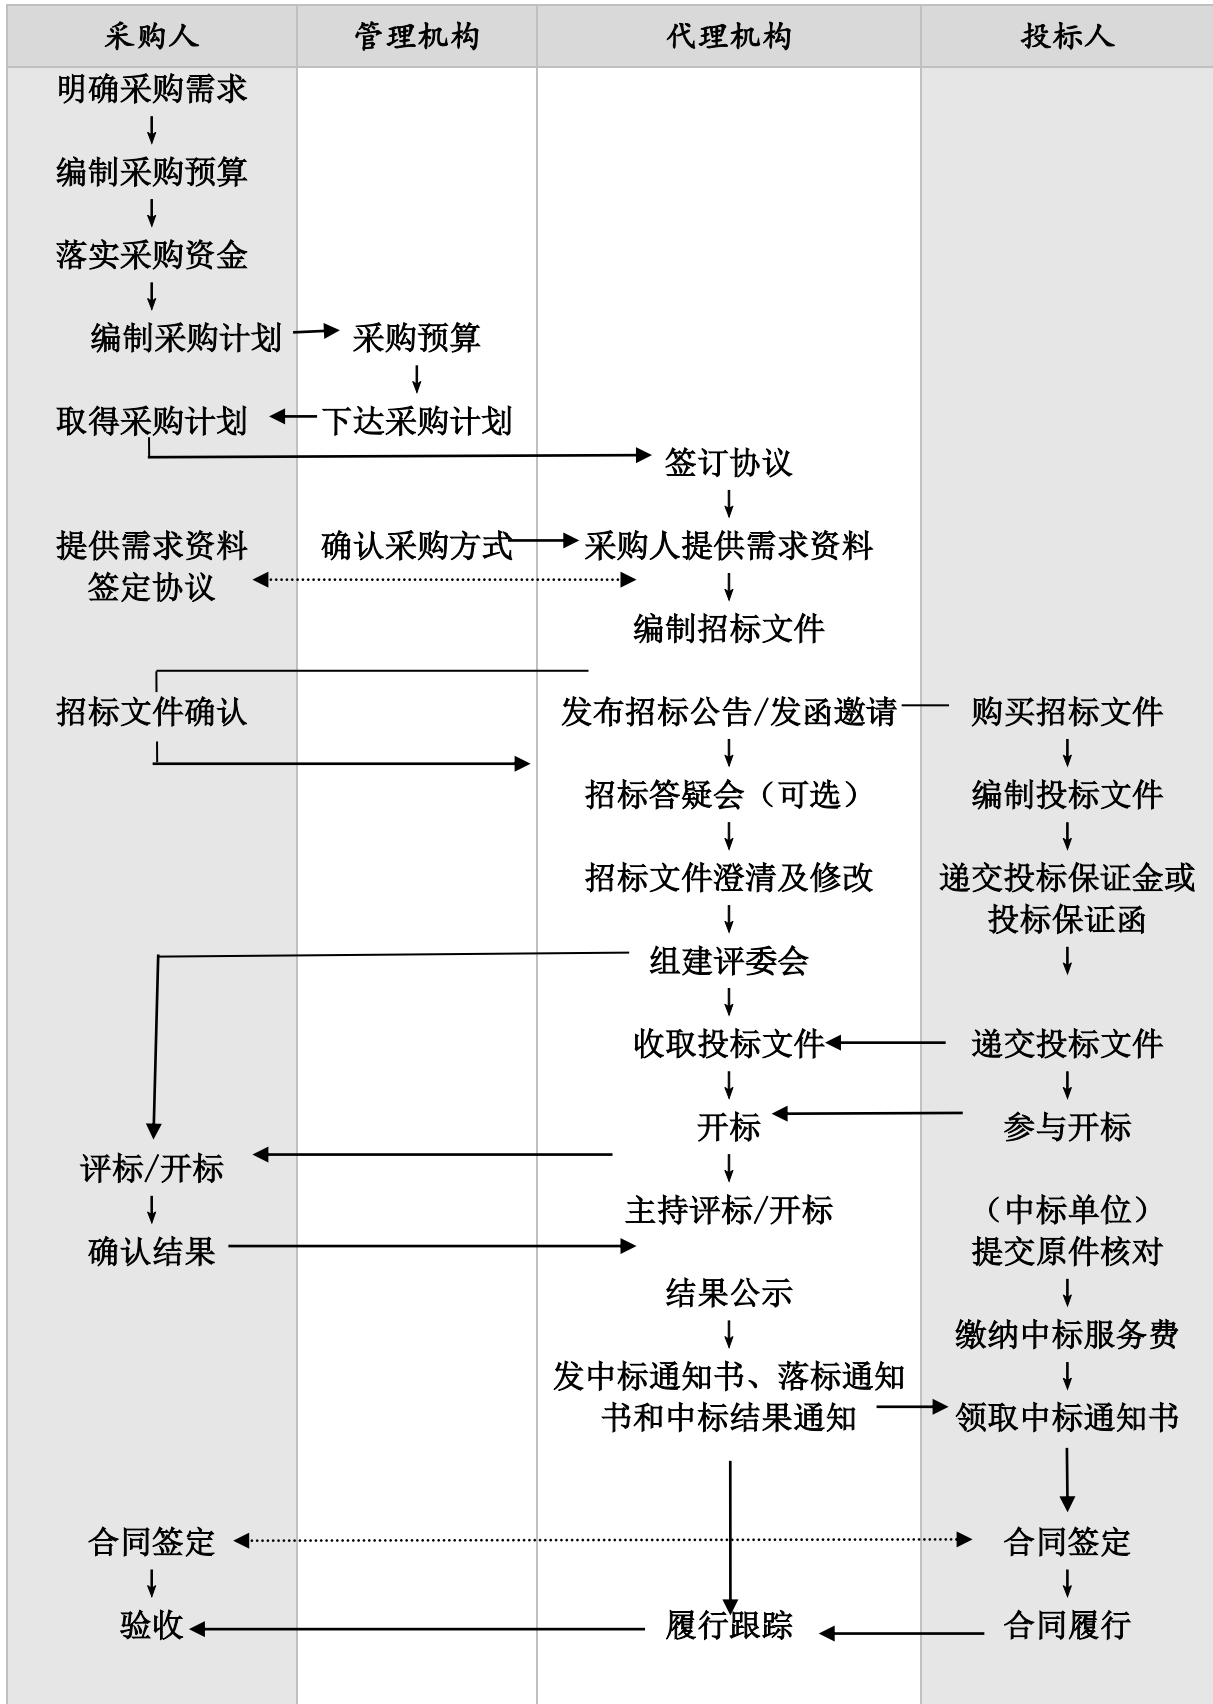 采购人 管理机构 代理机构 投标人
明确采购需求
编制采购预算
落实采购资金
编制采购计划 采购预算
取得采购计划 下达采购计划
签订协议
提供需求资料 确认采购方式 采购人提供需求资料
签定协议
编制招标文件
招标文件确认 发布招标公告/发函邀请 购买招标文件
招标答疑会（可选） 编制投标文件
招标文件澄清及修改 递交投标保证金或
投标保证函
组建评委会
收取投标文件 递交投标文件
开标 参与开标
评标/开标
主持评标/开标 （中标单位）
确认结果 提交原件核对
结果公示
缴纳中标服务费
发中标通知书、落标通知
书和中标结果通知 领取中标通知书
合同签定 合同签定
验收 履行跟踪 合同履行